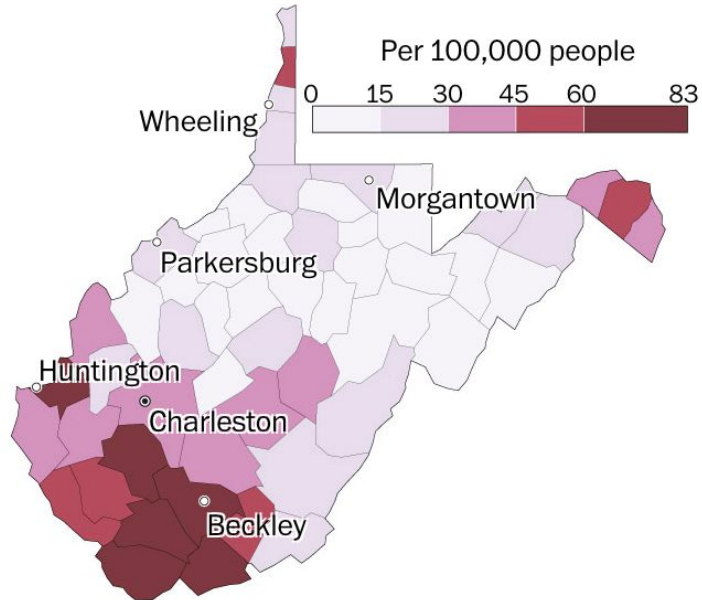 Per 100,000 people
0 15 30 45 60 83
Wheeling
Morgantown
Parkersburg
Huntington
Charleston
Beckley